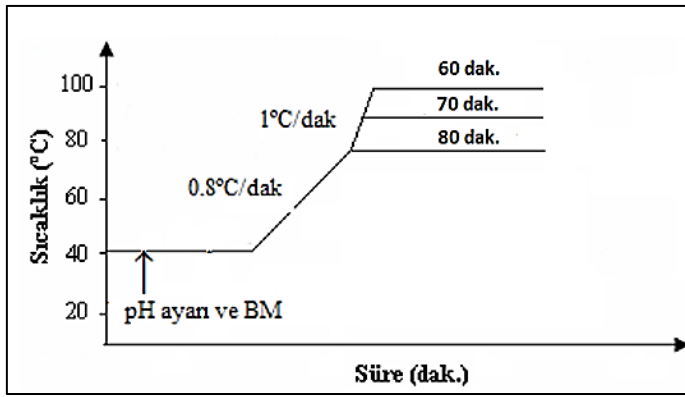 60 dak.
100
70 dak.
1°C/dak
80
80 dak.
0.8°C/dak
60
Sıcaklık (°C)
40
20
pH ayarı ve BM
Süre (dak.)